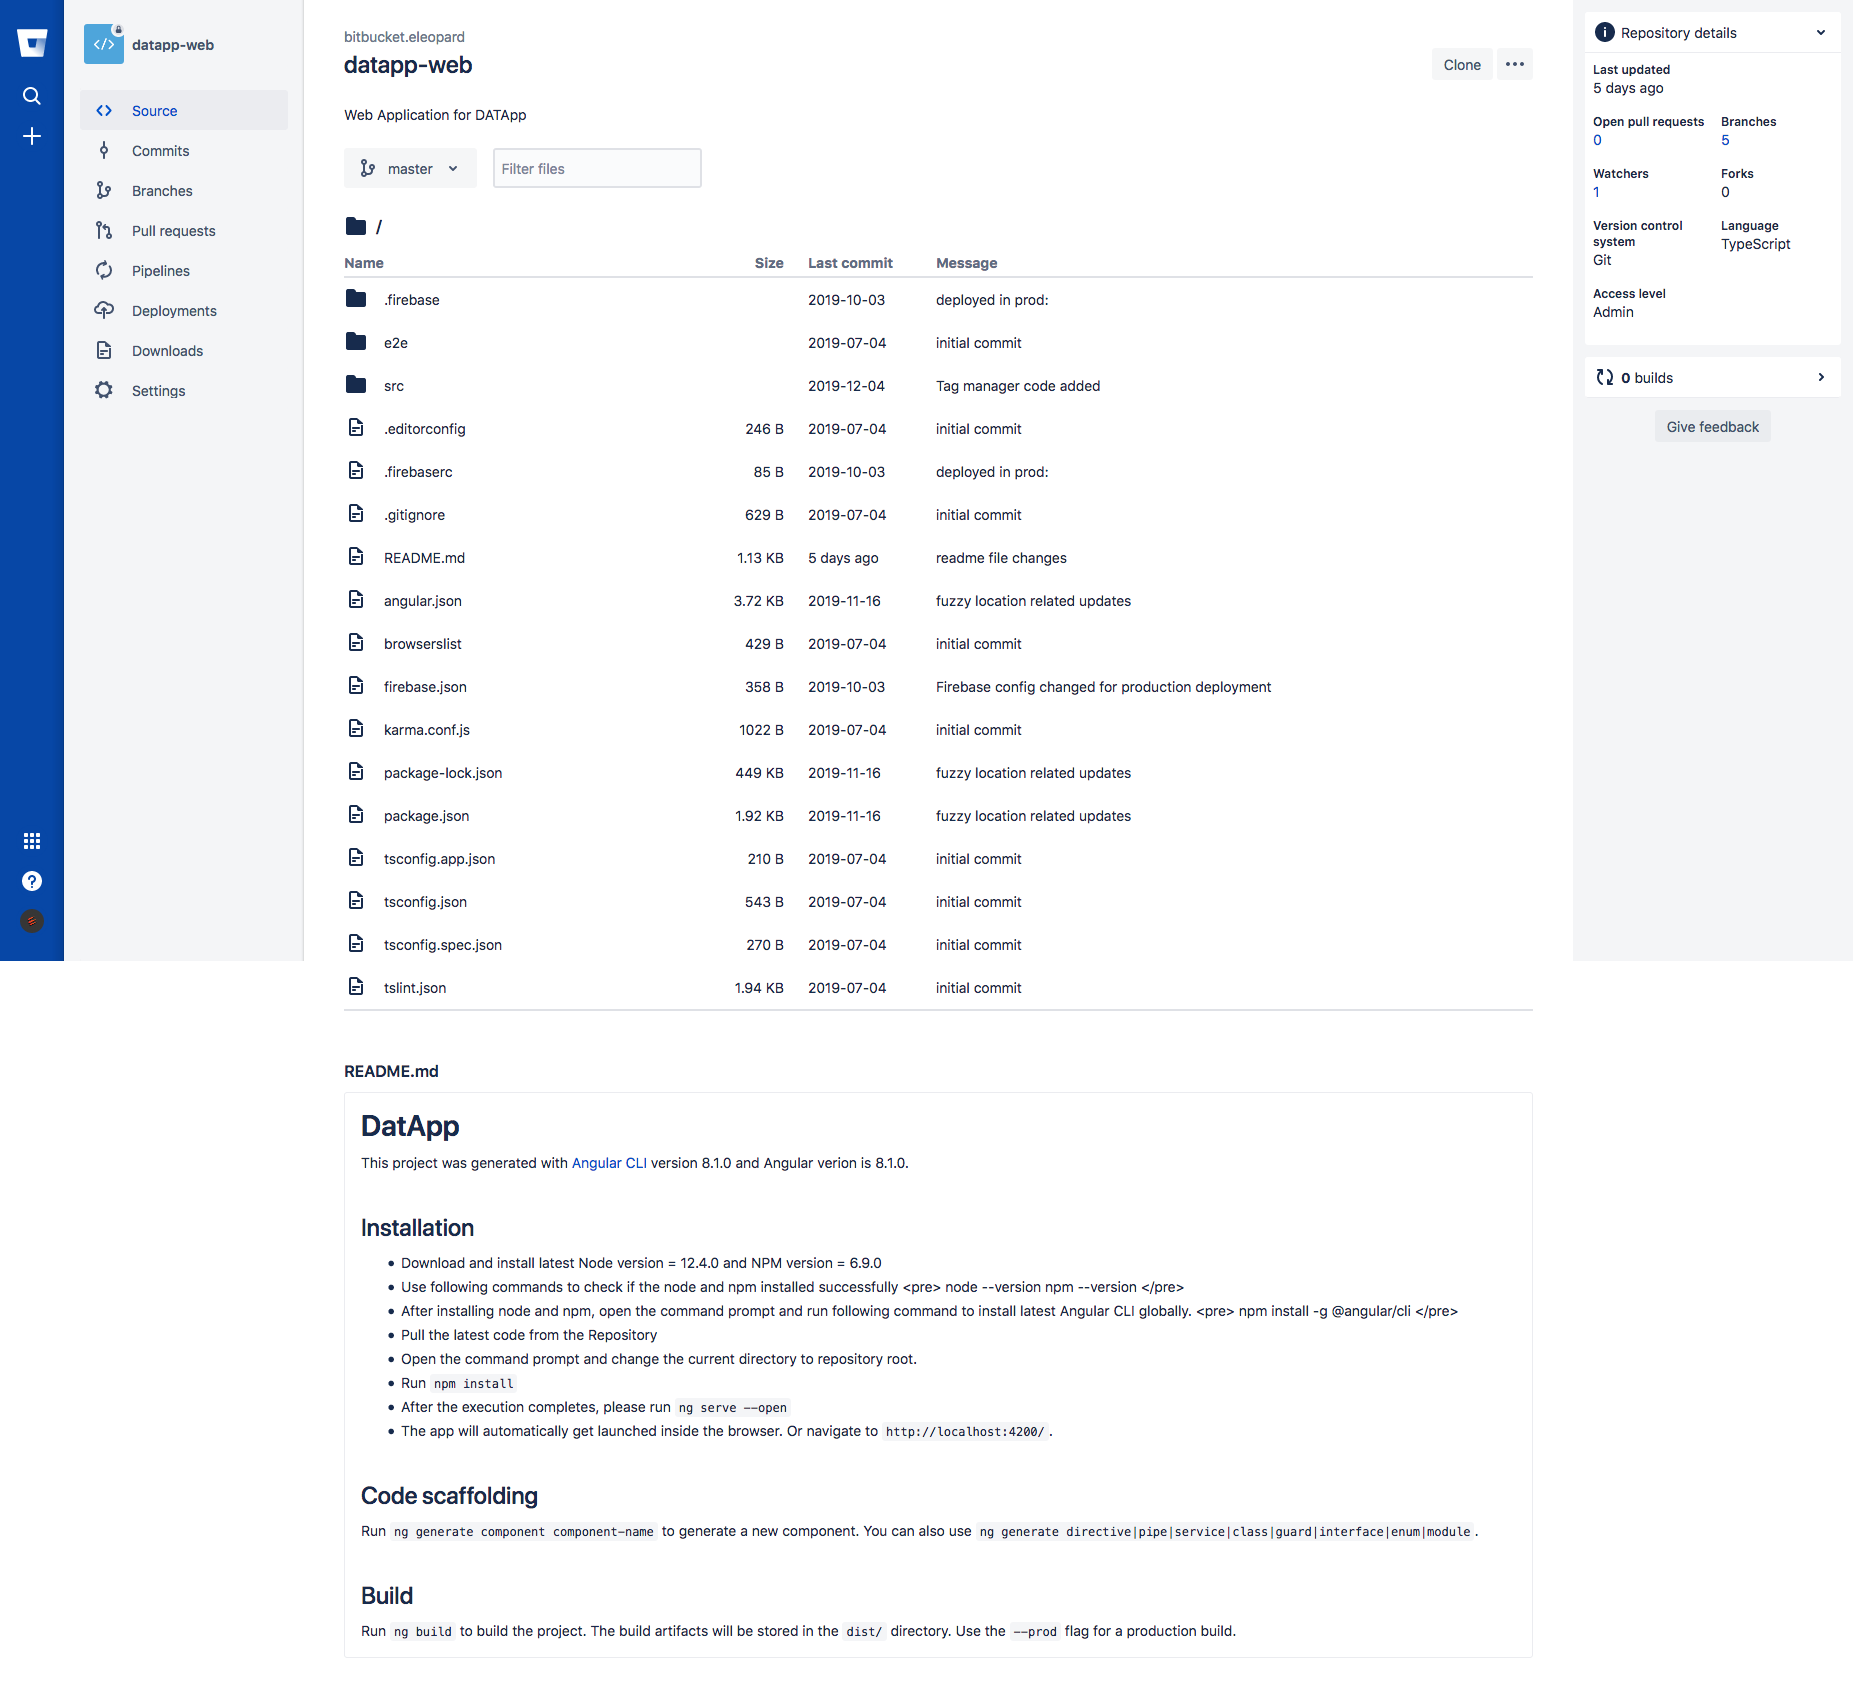 datapp-web
Source
Commits
Branches
Pull requests
Pipelines
Deployments
Downloads
Settings
bitbucket.eleopard
datapp-web
Clone
Web Application for DATApp
master
Filter files
/
Name Size Last commit Message
.firebase 2019-10-03 deployed in prod:
e2e 2019-07-04 initial commit
src 2019-12-04 Tag manager code added
.editorconfig 246 B 2019-07-04 initial commit
.firebaserc 85 B 2019-10-03 deployed in prod:
.gitignore 629 B 2019-07-04 initial commit
README.md 1.13 KB 5 days ago readme file changes
angular.json 3.72 KB 2019-11-16 fuzzy location related updates
browserslist 429 B 2019-07-04 initial commit
firebase.json 358 B 2019-10-03 Firebase config changed for production deployment
karma.conf.js 1022 B 2019-07-04 initial commit
package-lock.json 449 KB 2019-11-16 fuzzy location related updates
package.json 1.92 KB 2019-11-16 fuzzy location related updates
tsconfig.app.json 210 B 2019-07-04 initial commit
tsconfig.json 543 B 2019-07-04 initial commit
tsconfig.spec.json 270 B 2019-07-04 initial commit
tslint.json 1.94 KB 2019-07-04 initial commit
README.md
DatApp
This project was generated with Angular CLI version 8.1.0 and Angular verion is 8.1.0.
Installation
• Download and install latest Node version = 12.4.0 and NPM version = 6.9.0
• Use following commands to check if the node and npm installed successfully <pre> node --version npm --version </pre>
• After installing node and npm, open the command prompt and run following command to install latest Angular CLI globally. <pre> npm install -g @angular/cli </pre>
• Pull the latest code from the Repository
• Open the command prompt and change the current directory to repository root.
• Run npm install
• After the execution completes, please run ng serve --open
• The app will automatically get launched inside the browser. Or navigate to http://localhost:4200/.
Code scaffolding
Run ng generate component component-name to generate a new component. You can also use ng generate directive|pipe|service|class|guard|interface|enum|module.
Build
Run ng build to build the project. The build artifacts will be stored in the dist/ directory. Use the --prod flag for a production build.
Repository details
Last updated
5 days ago
Open pull requests Branches
0 5
Watchers Forks
1 0
Version control Language
system TypeScript
Git
Access level
Admin
0 builds
Give feedback